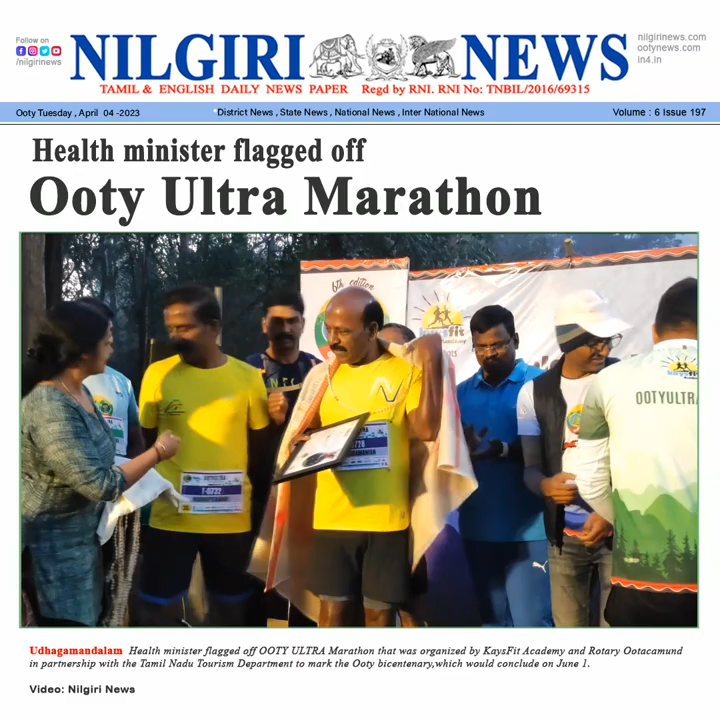 Follow on
/nilgirinews
NILGIRI NEWS
TAMIL & ENGLISH DAILY NEWS PAPER Regd by RNI. RNI No: TNBIL/2016/69315
nilgirinews.com
ootynews.com
in4.in
Ooty Tuesday , April 04 -2023
District News , State News , National News , Inter National News
Volume : 6 Issue 197
Health minister flagged off
Ooty Ultra Marathon
6th edition
kaysfit
OOTYULTRA
T-6733
Udhagamandalam Health minister flagged off OOTY ULTRA Marathon that was organized by KaysFit Academy and Rotary Ootacamund
in partnership with the Tamil Nadu Tourism Department to mark the Ooty bicentenary,which would conclude on June 1.
Video: Nilgiri News